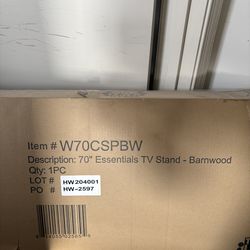 Item # W70CSPBW
Description: 70" Essentials TV Stand - Barnwood
Qty: 1PC
LOT # HW204001
PO # HW-2597